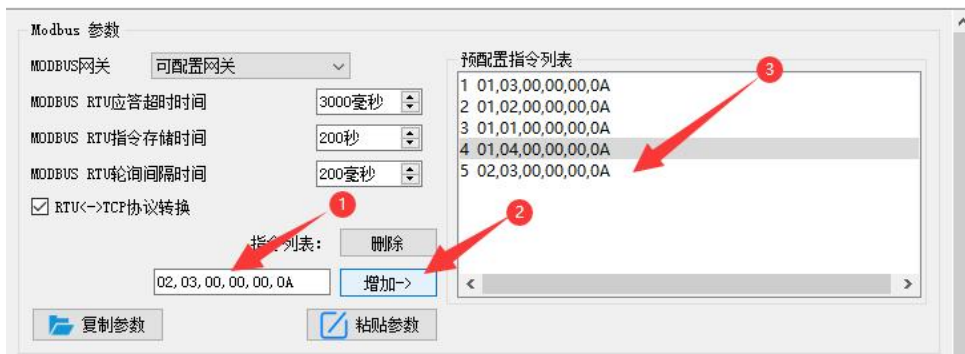 Modbus 参数
MODBUS网关 可配置网关
MODBUS RTU应答超时时间 3000毫秒
MODBUS RTU指令存储时间 200秒
MODBUS RTU轮询间隔时间 200毫秒
RTU<->TCP协议转换
1
指令列表： 删除
2
02,03,00,00,00,0A 增加->
复制参数 粘贴参数
预配置指令列表
3
1 01,03,00,00,00,0A
2 01,02,00,00,00,0A
3 01,01,00,00,00,0A
4 01,04,00,00,00,0A
5 02,03,00,00,00,0A